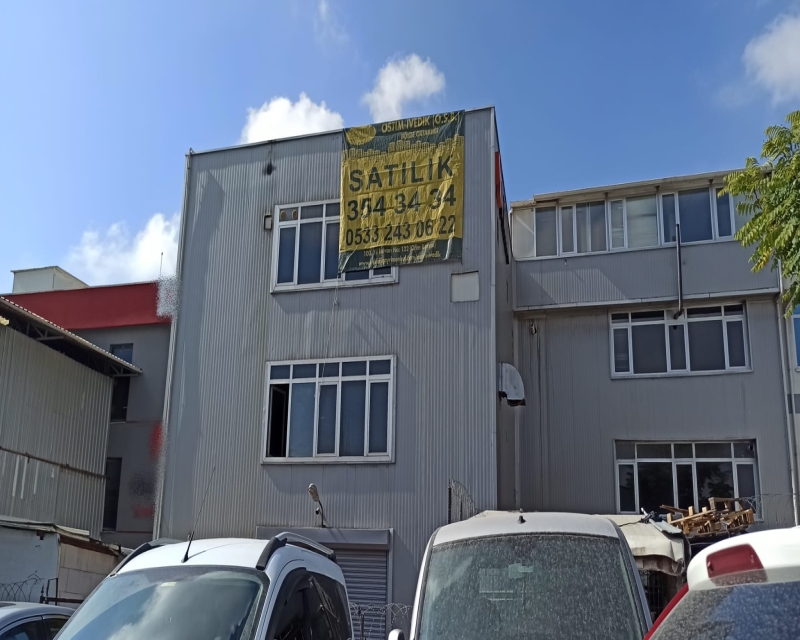 OSTİM-İVEDİK (O.S.B)
SATILIK
354 34 34
0533 243 06 22